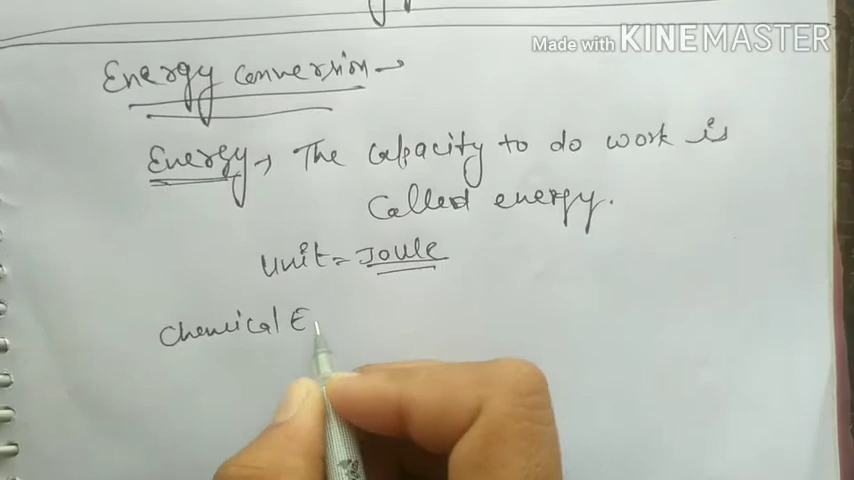 Made with KINEMASTER
Energy conversion →
Energy → The capacity to do work is
called energy.
Unit = Joule
Chemical E